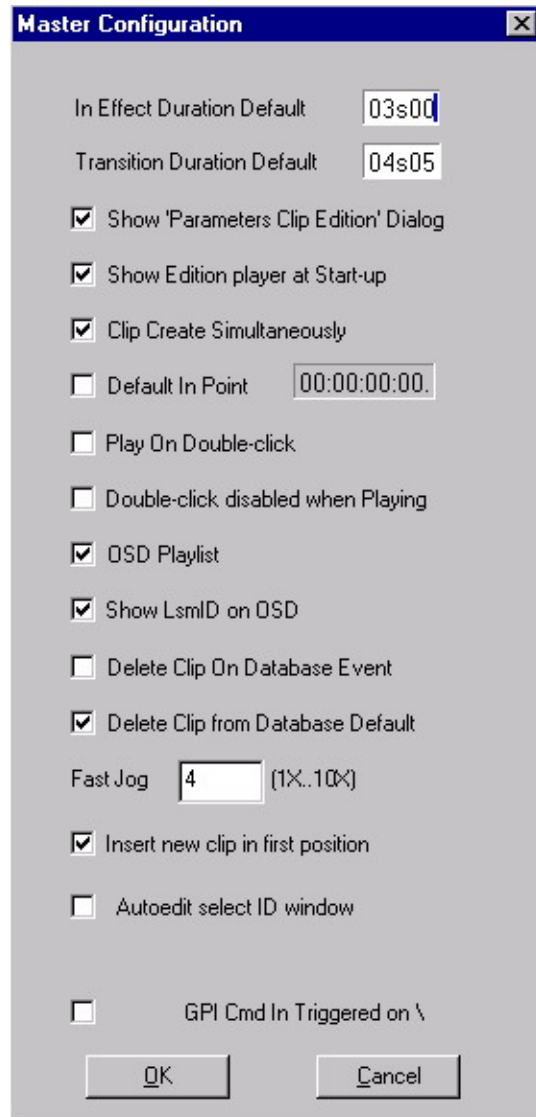 Master Configuration
In Effect Duration Default 03s00
Transition Duration Default 04s05
Show 'Parameters Clip Edition' Dialog
Show Edition player at Start-up
Clip Create Simultaneously
Default In Point 00:00:00:00.
Play On Double-click
Double-click disabled when Playing
OSD Playlist
Show LsmID on OSD
Delete Clip On Database Event
Delete Clip from Database Default
Fast Jog 4 (1X..10X)
Insert new clip in first position
Autoedit select ID window
GPI Cmd In Triggered on \
OK Cancel